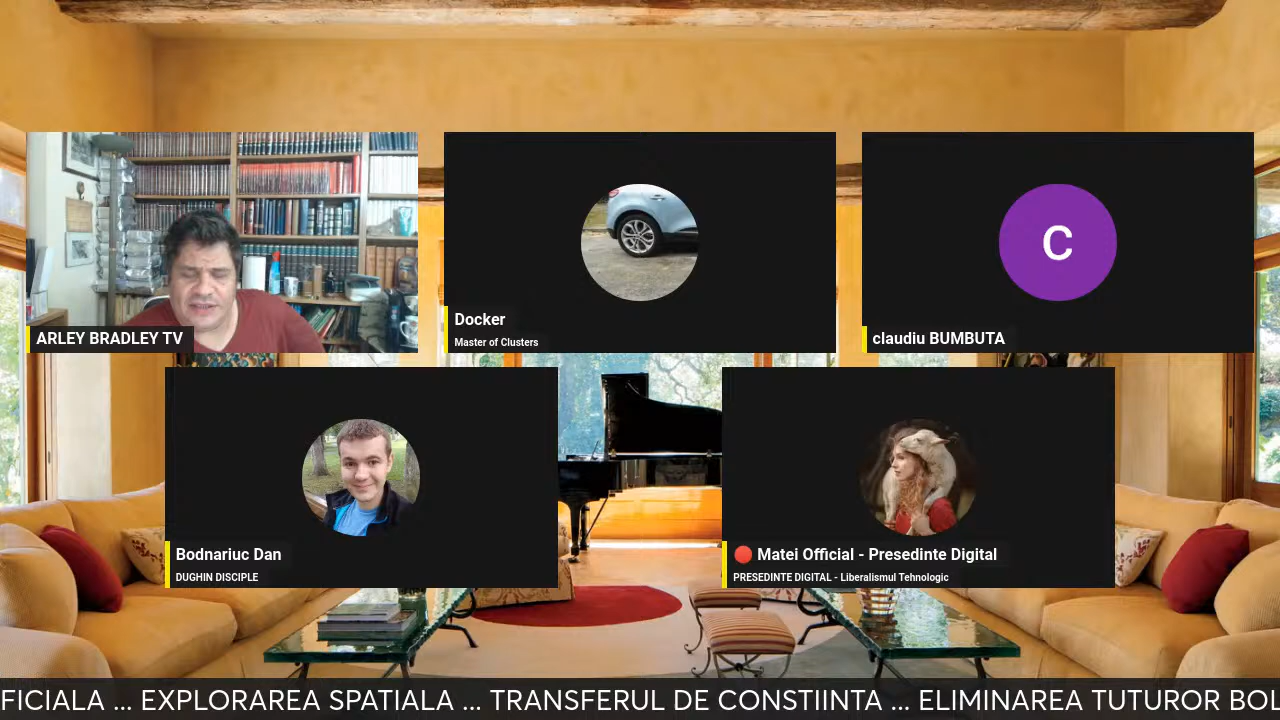 ARLEY BRADLEY TV
Docker
Master of Clusters
C
claudiu BUMBUTA
Bodnariuc Dan
DUGHIN DISCIPLE
Matei Official - Presedinte Digital
PRESEDINTE DIGITAL - Liberalismul Tehnologic
FICIALA ... EXPLORAREA SPATIALA ... TRANSFERUL DE CONSTIINTA ... ELIMINAREA TUTUROR BOL